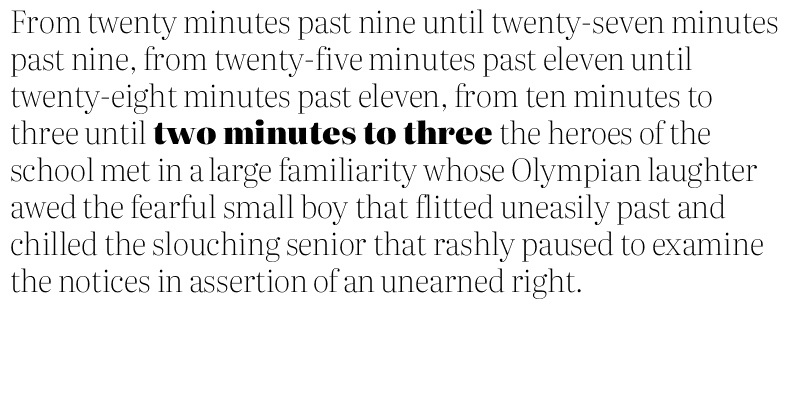 From twenty minutes past nine until twenty-seven minutes
past nine, from twenty-five minutes past eleven until
twenty-eight minutes past eleven, from ten minutes to
three until two minutes to three the heroes of the
school met in a large familiarity whose Olympian laughter
awed the fearful small boy that flitted uneasily past and
chilled the slouching senior that rashly paused to examine
the notices in assertion of an unearned right.